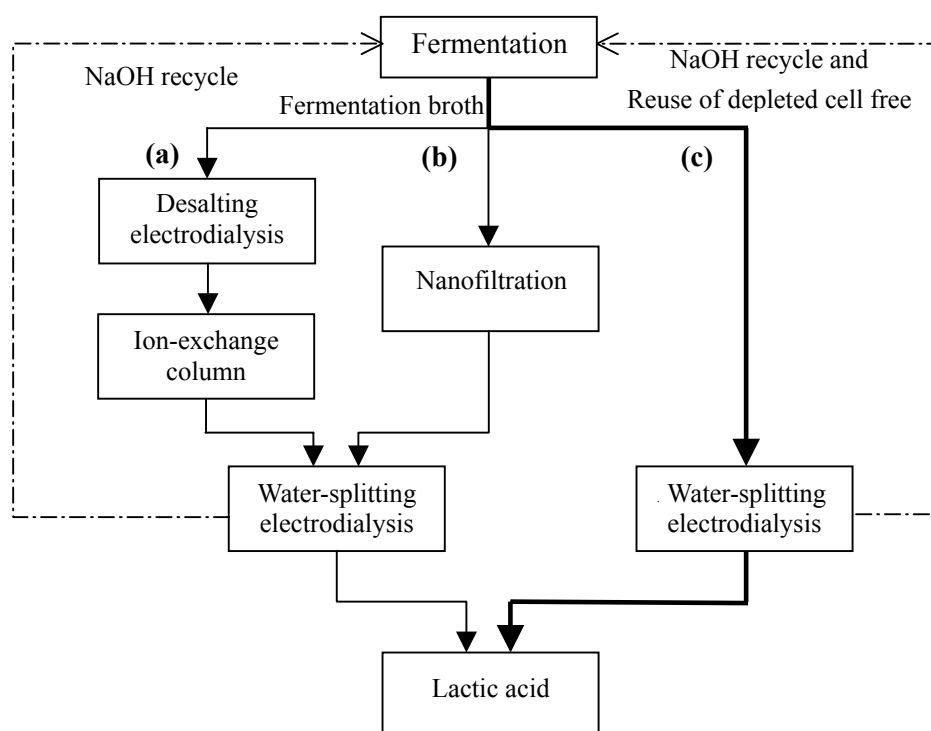 Fermentation
NaOH recycle
NaOH recycle and
Reuse of depleted cell free
Fermentation broth
(a)
(b)
(c)
Desalting
electrodialysis
Nanofiltration
Ion-exchange
column
Water-splitting
electrodialysis
Water-splitting
electrodialysis
Lactic acid